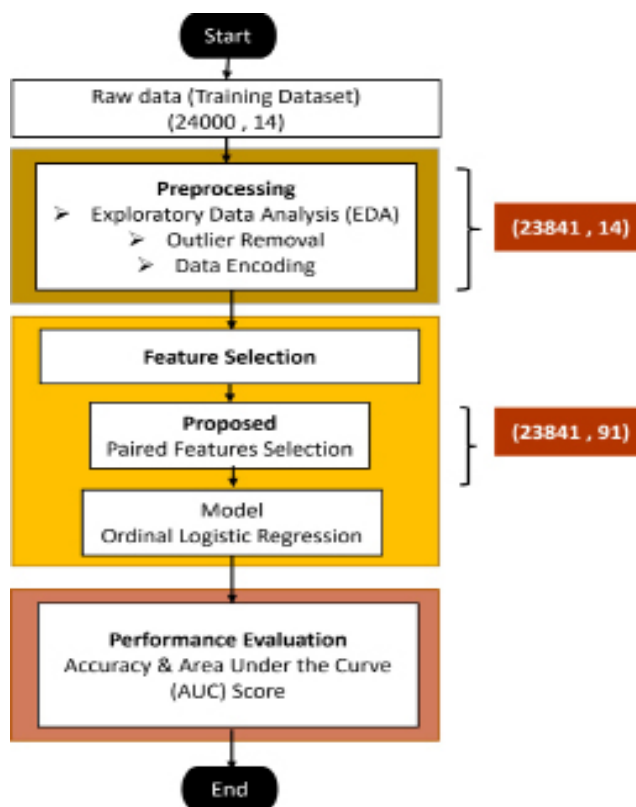 Start
Raw data (Training Dataset)
(24000 , 14)
Preprocessing
➢ Exploratory Data Analysis (EDA)
➢ Outlier Removal
➢ Data Encoding
(23841 , 14)
Feature Selection
Proposed
Paired Features Selection
(23841 , 91)
Model
Ordinal Logistic Regression
Performance Evaluation
Accuracy & Area Under the Curve
(AUC) Score
End